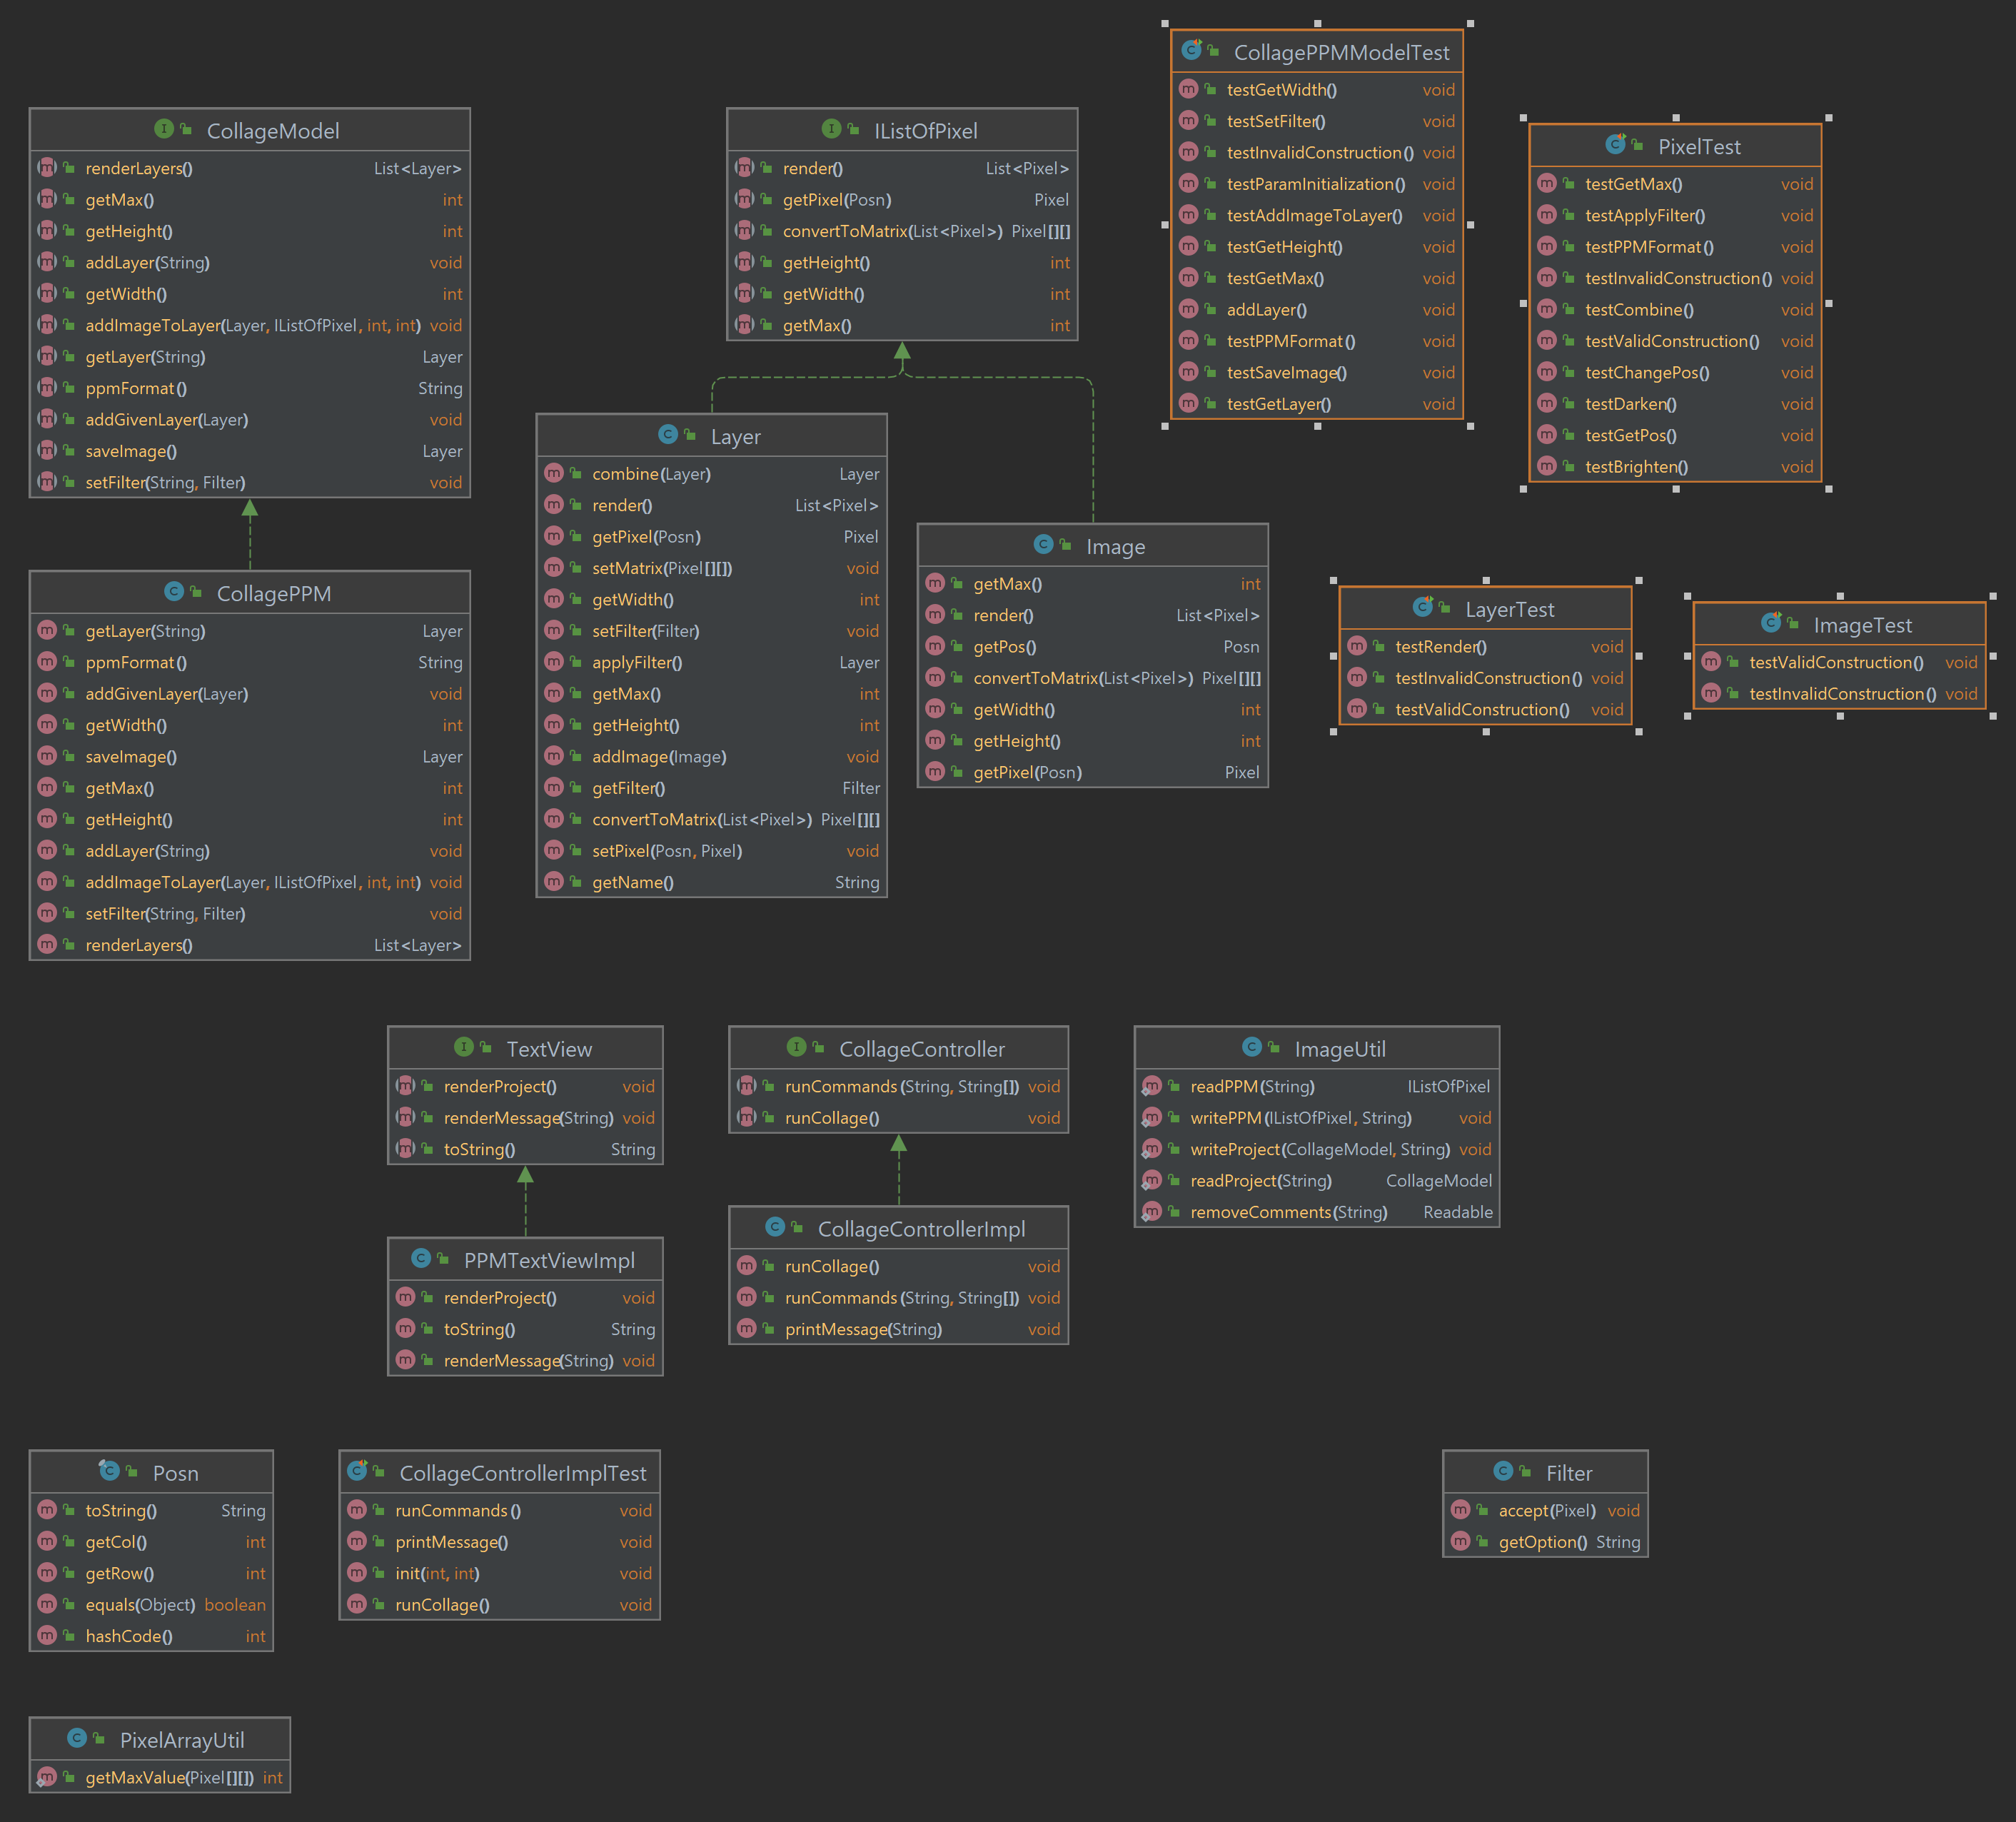 CollageModel
renderLayers() List<Layer>
getMax() int
getHeight() int
addLayer(String) void
getWidth() int
addImageToLayer(Layer, IListOfPixel, int, int) void
getLayer(String) Layer
ppmFormat() String
addGivenLayer(Layer) void
saveImage() Layer
setFilter(String, Filter) void
CollagePPM
getLayer(String) Layer
ppmFormat() String
addGivenLayer(Layer) void
getWidth() int
saveImage() Layer
getMax() int
getHeight() int
addLayer(String) void
addImageToLayer(Layer, IListOfPixel, int, int) void
setFilter(String, Filter) void
renderLayers() List<Layer>
IListOfPixel
render() List<Pixel>
getPixel(Posn) Pixel
convertToMatrix(List<Pixel>) Pixel[][]
getHeight() int
getWidth() int
getMax() int
Layer
combine(Layer) Layer
render() List<Pixel>
getPixel(Posn) Pixel
setMatrix(Pixel[][]) void
getWidth() int
setFilter(Filter) void
applyFilter() Layer
getMax() int
getHeight() int
addImage(Image) void
getFilter() Filter
convertToMatrix(List<Pixel>) Pixel[][]
setPixel(Posn, Pixel) void
getName() String
Image
getMax() int
render() List<Pixel>
getPos() Posn
convertToMatrix(List<Pixel>) Pixel[][]
getWidth() int
getHeight() int
getPixel(Posn) Pixel
CollagePPMModelTest
testGetWidth() void
testSetFilter() void
testInvalidConstruction() void
testParamInitialization() void
testAddImageToLayer() void
testGetHeight() void
testGetMax() void
addLayer() void
testPPMFormat() void
testSaveImage() void
testGetLayer() void
PixelTest
testGetMax() void
testApplyFilter() void
testPPMFormat() void
testInvalidConstruction() void
testCombine() void
testValidConstruction() void
testChangePos() void
testDarken() void
testGetPos() void
testBrighten() void
LayerTest
testRender() void
testInvalidConstruction() void
testValidConstruction() void
ImageTest
testValidConstruction() void
testInvalidConstruction() void
TextView
renderProject() void
renderMessage(String) void
toString() String
PPMTextViewImpl
renderProject() void
toString() String
renderMessage(String) void
CollageController
runCommands(String, String[]) void
runCollage() void
CollageControllerImpl
runCollage() void
runCommands(String, String[]) void
printMessage(String) void
ImageUtil
readPPM(String) IListOfPixel
writePPM(IListOfPixel, String) void
writeProject(CollageModel, String) void
readProject(String) CollageModel
removeComments(String) Readable
Posn
toString() String
getCol() int
getRow() int
equals(Object) boolean
hashCode() int
CollageControllerImplTest
runCommands() void
printMessage() void
init(int, int) void
runCollage() void
Filter
accept(Pixel) void
getOption() String
PixelArrayUtil
getMaxValue(Pixel[][]) int